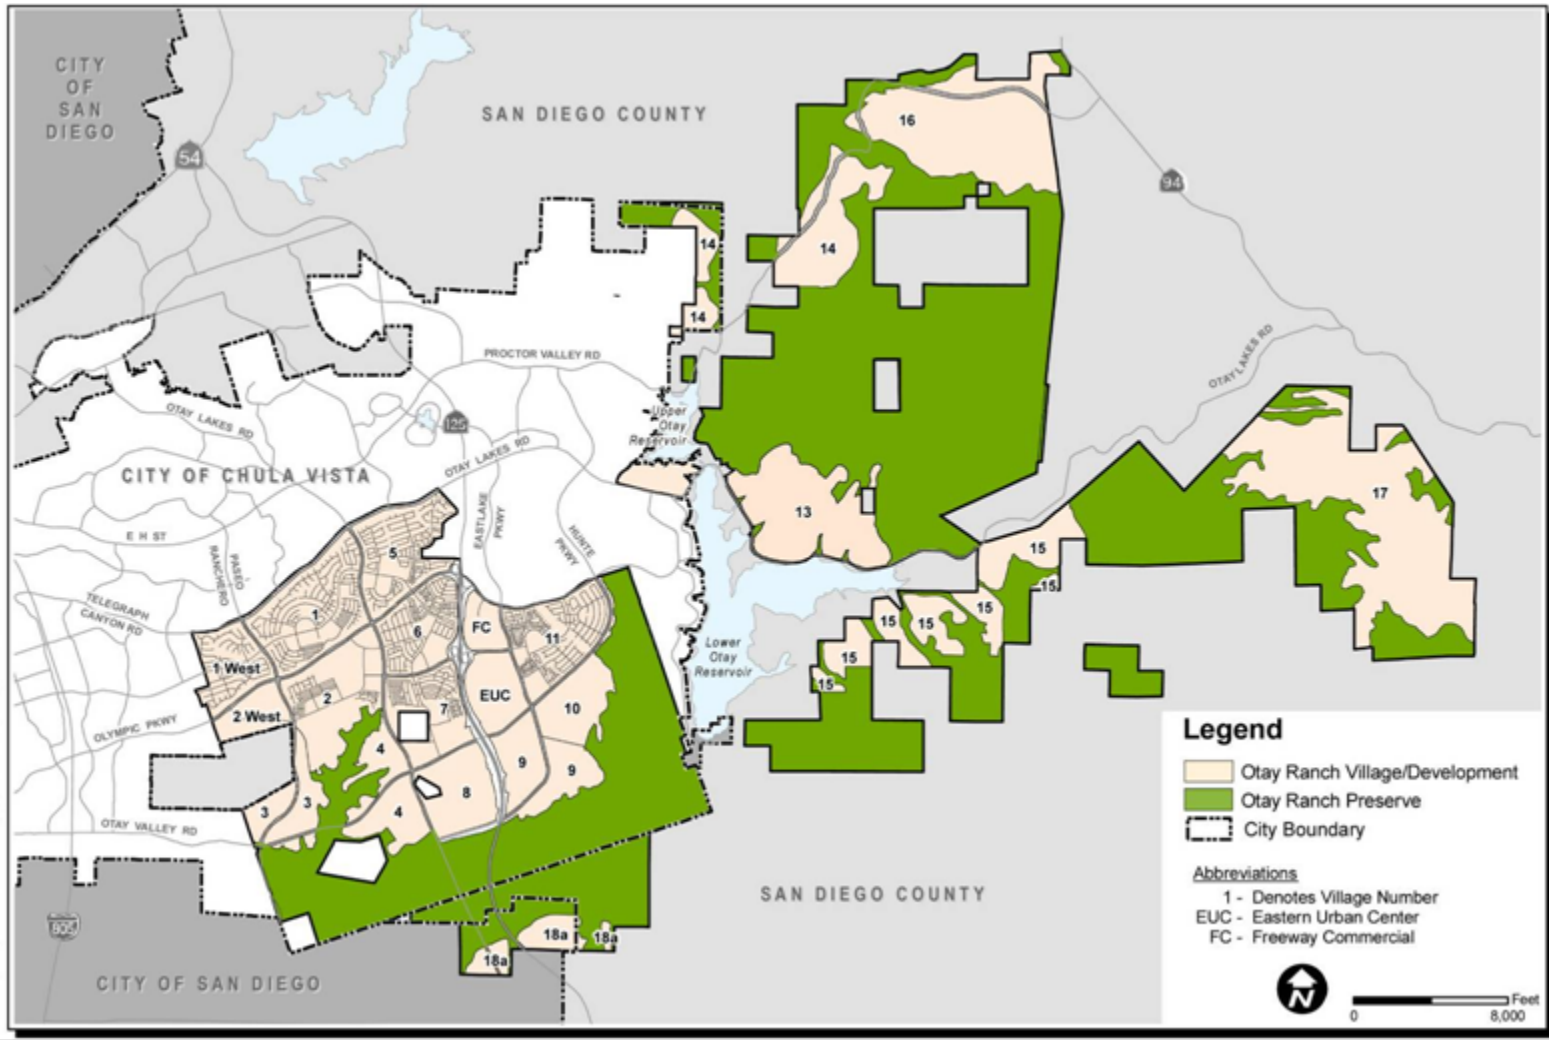 CITY
OF
SAN
DIEGO
54
SAN DIEGO COUNTY
16
94
14
14
14
PROCTOR VALLEY RD
OTAY LAKES RD
OTAY LAKES RD
125
Upper
Otay
Reservoir
OTAY LAKES RD
CITY OF CHULA VISTA
17
13
EASTLAKE
PKWY
HUNTE
PKWY
E H ST
5
15
15
PASEO
RANCHERO
TELEGRAPH
CANYON RD
1
6
FC
11
15
15
15
Lower
Otay
Reservoir
15
15
1 West
2
EUC
7
10
2 West
OLYMPIC PKWY
4
9
9
8
3
3
4
OTAY VALLEY RD
805
18a
18a
18a
SAN DIEGO COUNTY
CITY OF SAN DIEGO
Legend
Otay Ranch Village/Development
Otay Ranch Preserve
City Boundary
Abbreviations
1 - Denotes Village Number
EUC - Eastern Urban Center
FC - Freeway Commercial
N
Feet
0 8,000